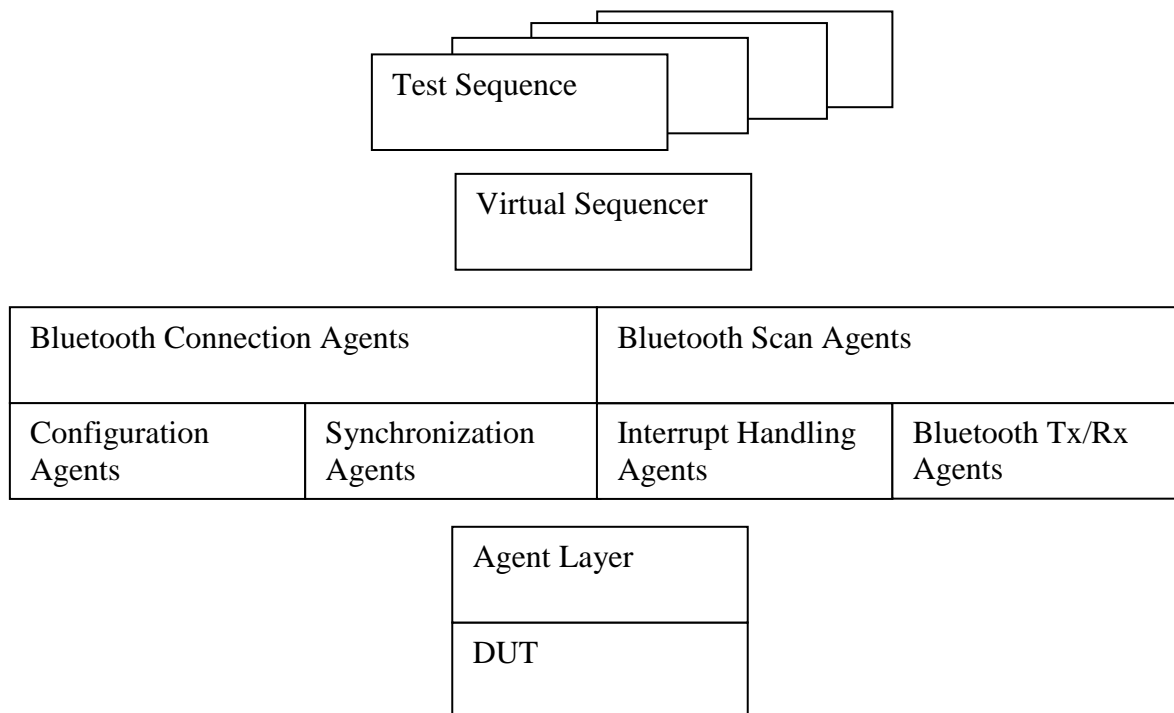 Test Sequence
Virtual Sequencer
Bluetooth Connection Agents
Bluetooth Scan Agents
Configuration
Agents
Synchronization
Agents
Interrupt Handling
Agents
Bluetooth Tx/Rx
Agents
Agent Layer
DUT